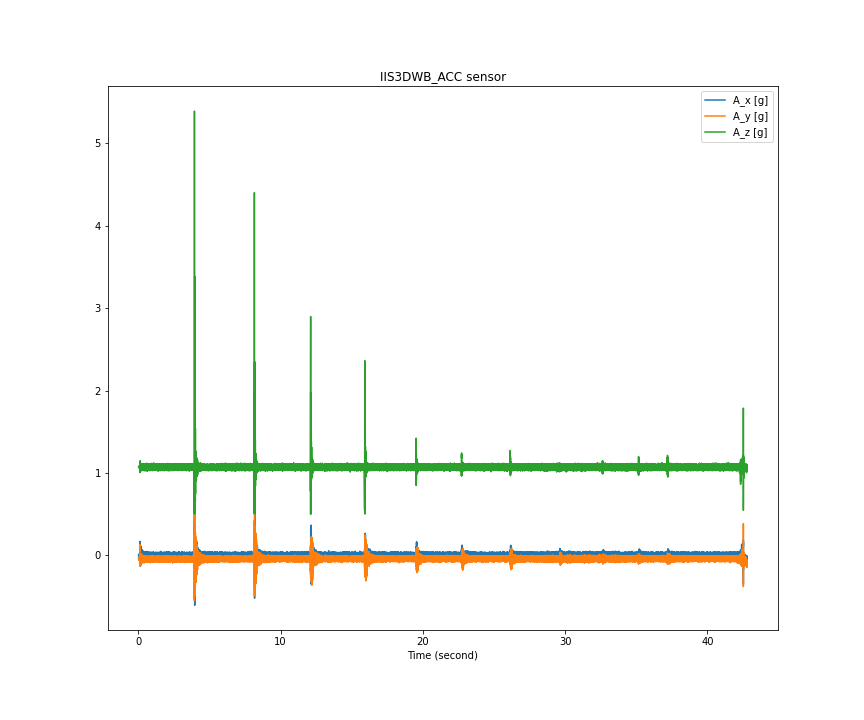 IIS3DWB_ACC sensor
A_x [g]
A_y [g]
A_z [g]
5
4
3
2
1
0
0 10 20 30 40
Time (second)